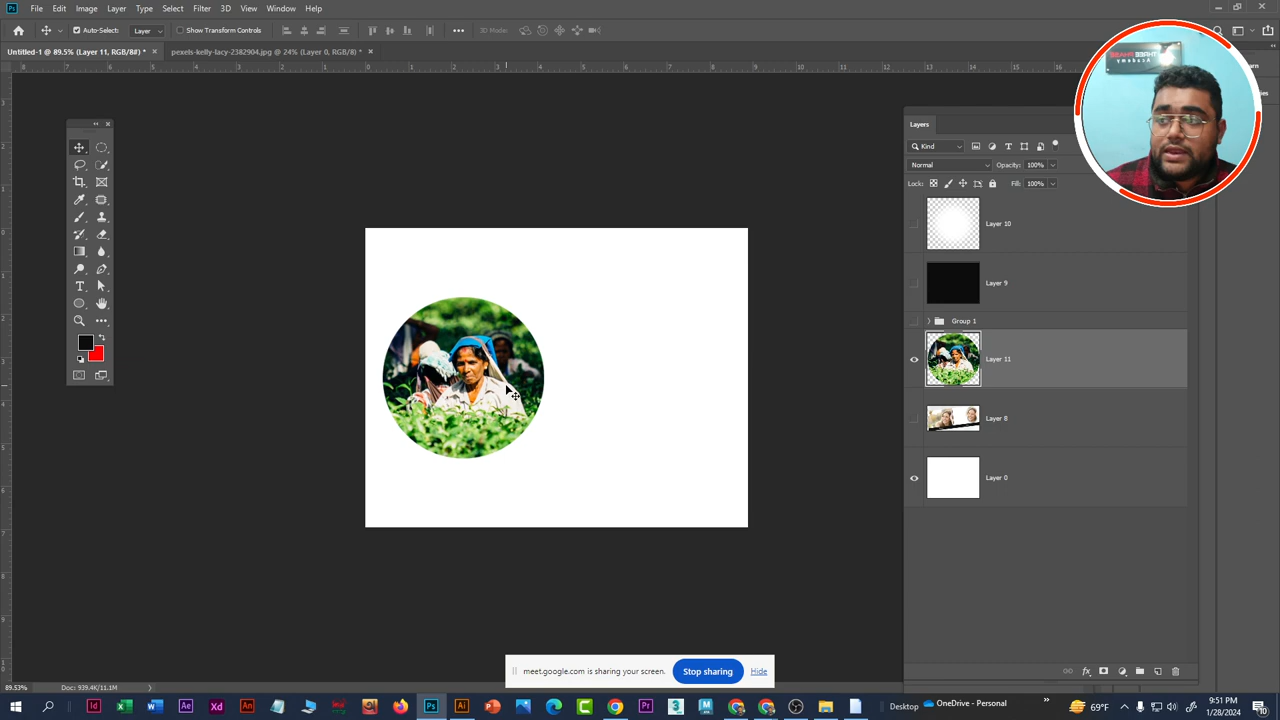 File Edit Image Layer Type Select Filter 3D View Window Help
Auto-Select: Layer Show Transform Controls 3D Mode:
Untitled-1 @ 89.5% (Layer 11, RGB/8#) * pexels-kelly-lacy-2382904.jpg @ 24% (Layer 0, RGB/8) *
Layers
Kind
Normal Opacity: 100%
Lock: Fill: 100%
Layer 10
Layer 9
Group 1
Layer 11
Layer 8
Layer 0
meet.google.com is sharing your screen. Stop sharing Hide
89.53% Doc: 939.4K/11.1M
Desktop OneDrive - Personal 69°F 9:51 PM
1/28/2024